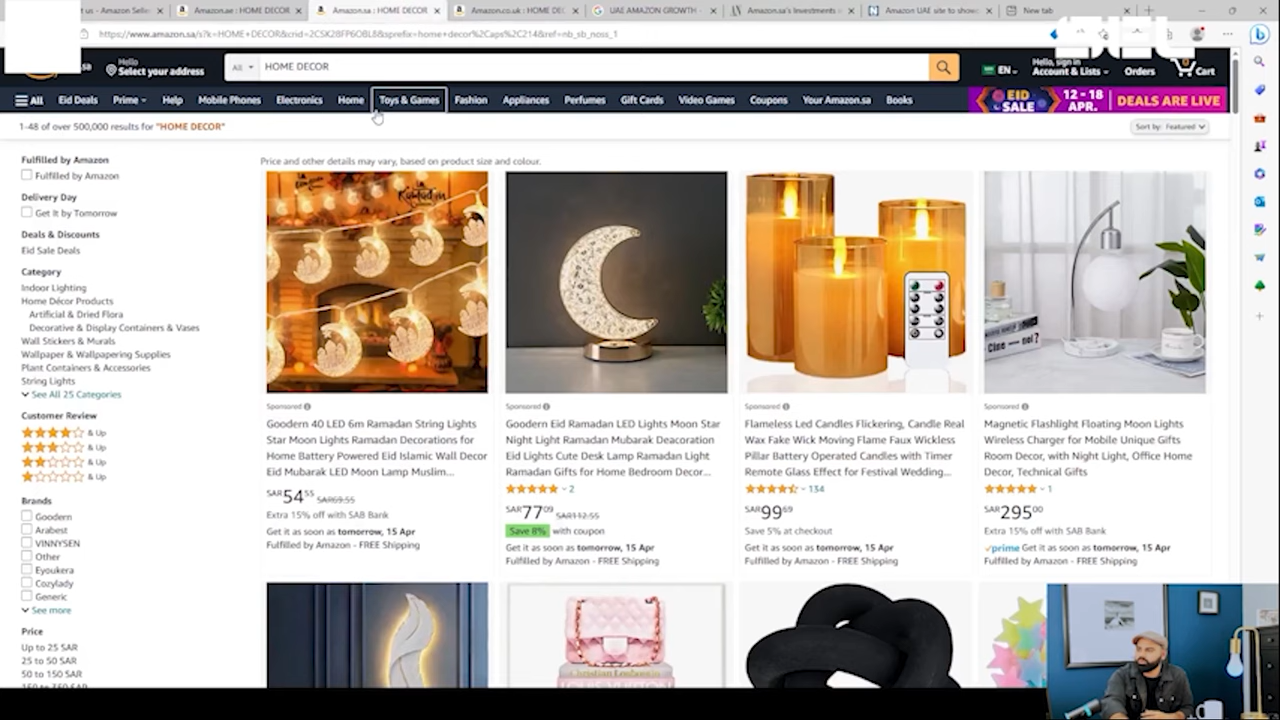 t us - Amazon Selle
Amazon.ae : HOME DECOR
Amazon.sa : HOME DECOR
Amazon.co.uk : HOME DEC
UAE AMAZON GROWTH -
Amazon.sa's Investments
Amazon UAE site to show
New tab
https://www.amazon.sa/s?k=HOME+DECOR&crid=2CSK2BFP6OBL8&sprefix=home+decor%2Caps%2C214&ref=nb_sb_noss_1
Hello
Select your address
All
HOME DECOR
EN
Hello, sign in
Account & Lists
Orders
0
Cart
All
Eid Deals
Prime
Help
Mobile Phones
Electronics
Home
Toys & Games
Fashion
Appliances
Perfumes
Gift Cards
Video Games
Coupons
Your Amazon.sa
Books
EID SALE
12 - 18 APR.
DEALS ARE LIVE
1-48 of over 500,000 results for "HOME DECOR"
Sort by: Featured
Fulfilled by Amazon
Fulfilled by Amazon
Delivery Day
Get It by Tomorrow
Deals & Discounts
Eid Sale Deals
Category
Indoor Lighting
Home Décor Products
Artificial & Dried Flora
Decorative & Display Containers & Vases
Wall Stickers & Murals
Wallpaper & Wallpapering Supplies
Plant Containers & Accessories
String Lights
See All 25 Categories
Customer Review
& Up
& Up
& Up
& Up
Brands
Goodern
Arabest
VINNYSEN
Other
Eyoukera
Cozylady
Generic
See more
Price
Up to 25 SAR
25 to 50 SAR
50 to 150 SAR
Price and other details may vary, based on product size and colour.
Sponsored
Goodern 40 LED 6m Ramadan String Lights
Star Moon Lights Ramadan Decorations for
Home Battery Powered Eid Islamic Wall Decor
Eid Mubarak LED Moon Lamp Muslim...
SAR54.55 SAR69.55
Extra 15% off with SAB Bank
Get it as soon as tomorrow, 15 Apr
Fulfilled by Amazon - FREE Shipping
Sponsored
Goodern Eid Ramadan LED Lights Moon Star
Night Light Ramadan Mubarak Deacoration
Eid Lights Cute Desk Lamp Ramadan Light
Ramadan Gifts for Home Bedroom Decor...
2
SAR77.09 SAR112.55
Save 8% with coupon
Get it as soon as tomorrow, 15 Apr
Fulfilled by Amazon - FREE Shipping
Sponsored
Flameless Led Candles Flickering, Candle Real
Wax Fake Wick Moving Flame Faux Wickless
Pillar Battery Operated Candles with Timer
Remote Glass Effect for Festival Wedding...
134
SAR99.69
Save 5% at checkout
Get it as soon as tomorrow, 15 Apr
Fulfilled by Amazon - FREE Shipping
Sponsored
Magnetic Flashlight Floating Moon Lights
Wireless Charger for Mobile Unique Gifts
Room Decor, with Night Light, Office Home
Decor, Technical Gifts
1
SAR295.00
Extra 15% off with SAB Bank
prime Get it as soon as tomorrow, 15 Apr
Fulfilled by Amazon - FREE Shipping